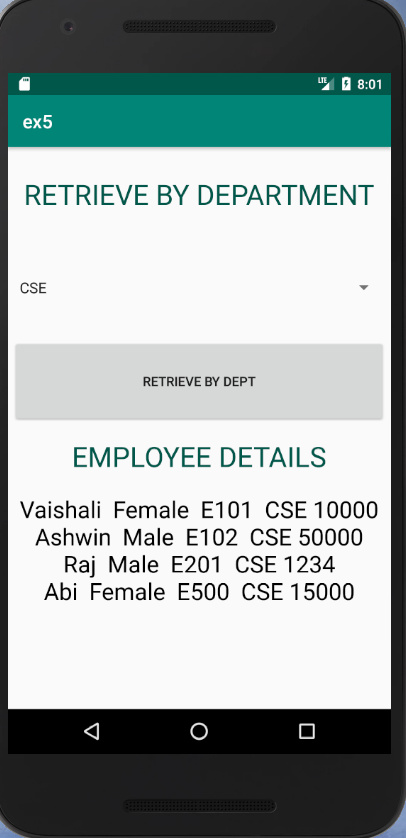 LTE 8:01
ex5
RETRIEVE BY DEPARTMENT
CSE
RETRIEVE BY DEPT
EMPLOYEE DETAILS
Vaishali Female E101 CSE 10000
Ashwin Male E102 CSE 50000
Raj Male E201 CSE 1234
Abi Female E500 CSE 15000